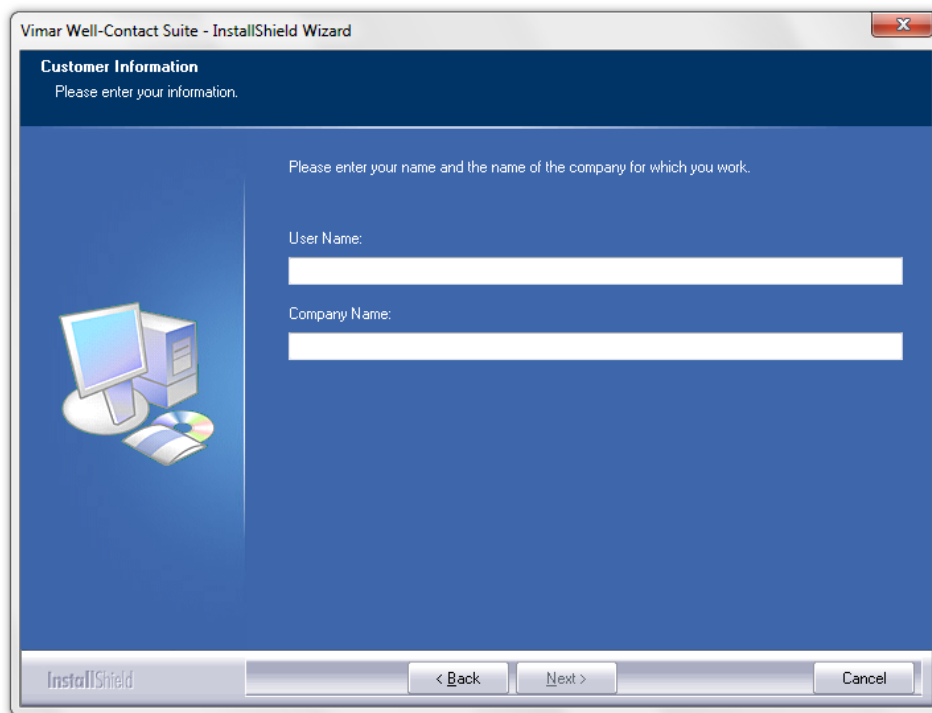 Vimar Well-Contact Suite - InstallShield Wizard
Customer Information
Please enter your information.
Please enter your name and the name of the company for which you work.
User Name:
Company Name:
InstallShield
< Back
Next >
Cancel